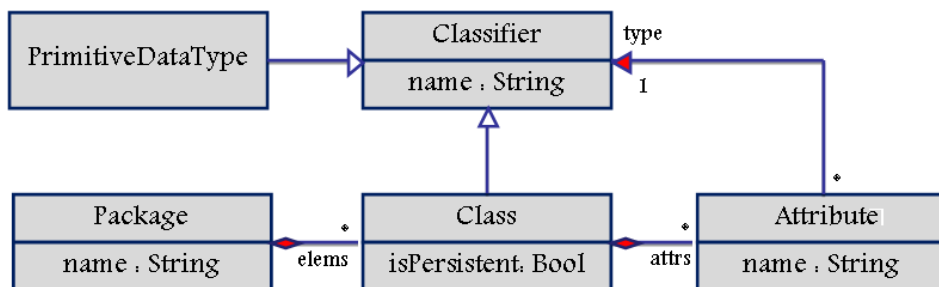 Classifier
type
PrimitiveDataType
name : String
1
*
Package
*
Class
*
Attribute
name : String
elems
isPersistent: Bool
attrs
name : String